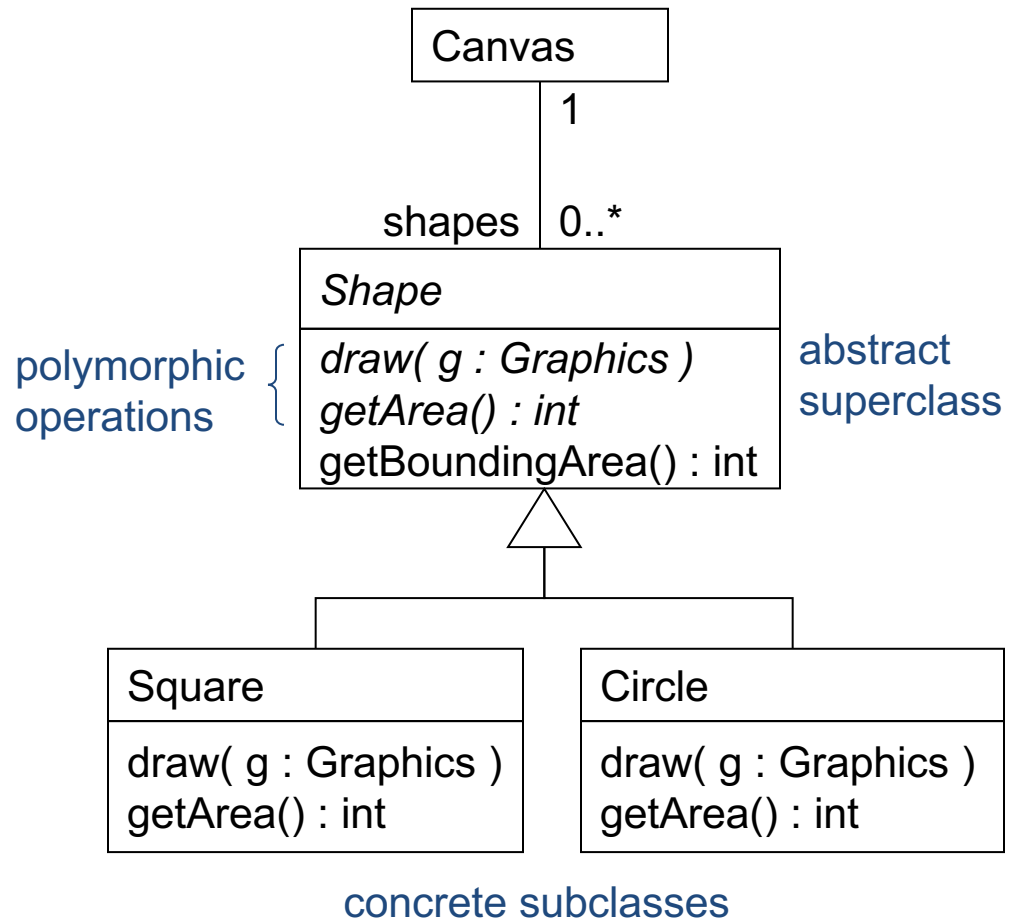 Canvas
1
shapes 0..*
Shape
polymorphic
operations
draw( g : Graphics )
getArea() : int
getBoundingArea() : int
abstract
superclass
Square
draw( g : Graphics )
getArea() : int
Circle
draw( g : Graphics )
getArea() : int
concrete subclasses